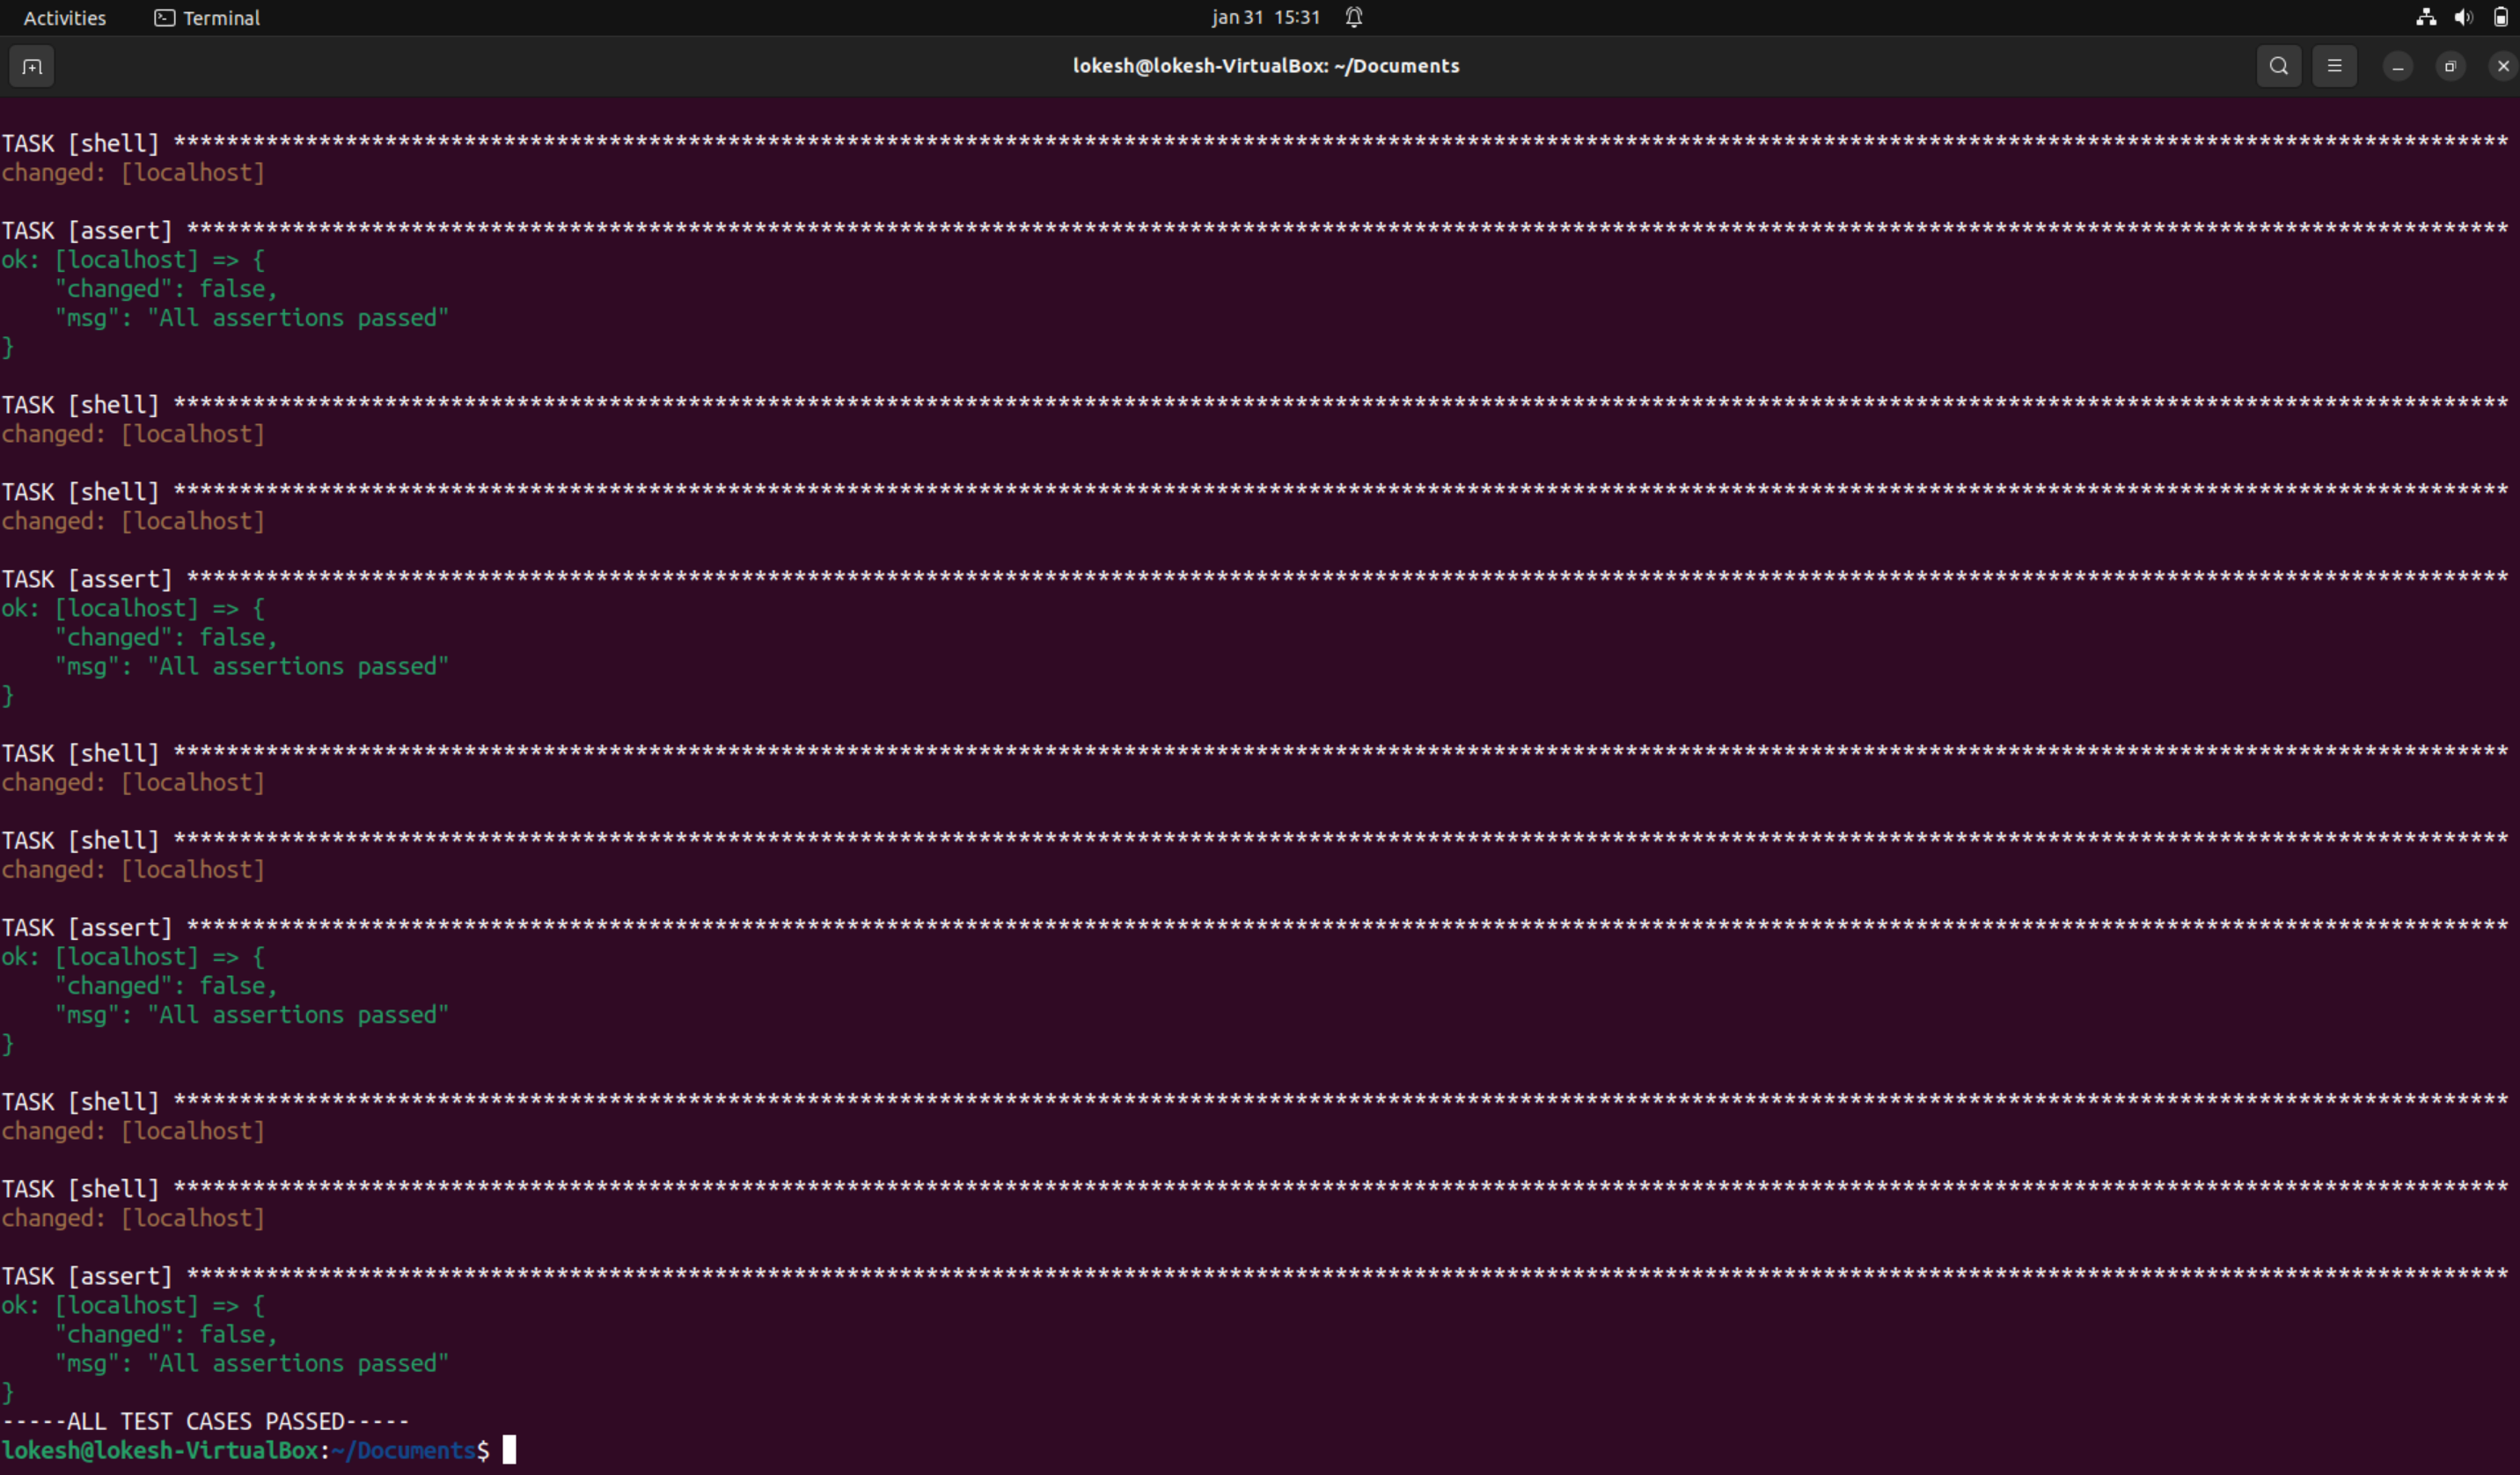 Activities Terminal jan 31 15:31
lokesh@lokesh-VirtualBox: ~/Documents
TASK [shell] *********************************************************************************************************************************************************************************
changed: [localhost]
TASK [assert] ********************************************************************************************************************************************************************************
ok: [localhost] => {
    "changed": false,
    "msg": "All assertions passed"
}
TASK [shell] *********************************************************************************************************************************************************************************
changed: [localhost]
TASK [shell] *********************************************************************************************************************************************************************************
changed: [localhost]
TASK [assert] ********************************************************************************************************************************************************************************
ok: [localhost] => {
    "changed": false,
    "msg": "All assertions passed"
}
TASK [shell] *********************************************************************************************************************************************************************************
changed: [localhost]
TASK [shell] *********************************************************************************************************************************************************************************
changed: [localhost]
TASK [assert] ********************************************************************************************************************************************************************************
ok: [localhost] => {
    "changed": false,
    "msg": "All assertions passed"
}
TASK [shell] *********************************************************************************************************************************************************************************
changed: [localhost]
TASK [shell] *********************************************************************************************************************************************************************************
changed: [localhost]
TASK [assert] ********************************************************************************************************************************************************************************
ok: [localhost] => {
    "changed": false,
    "msg": "All assertions passed"
}
-----ALL TEST CASES PASSED-----
lokesh@lokesh-VirtualBox:~/Documents$